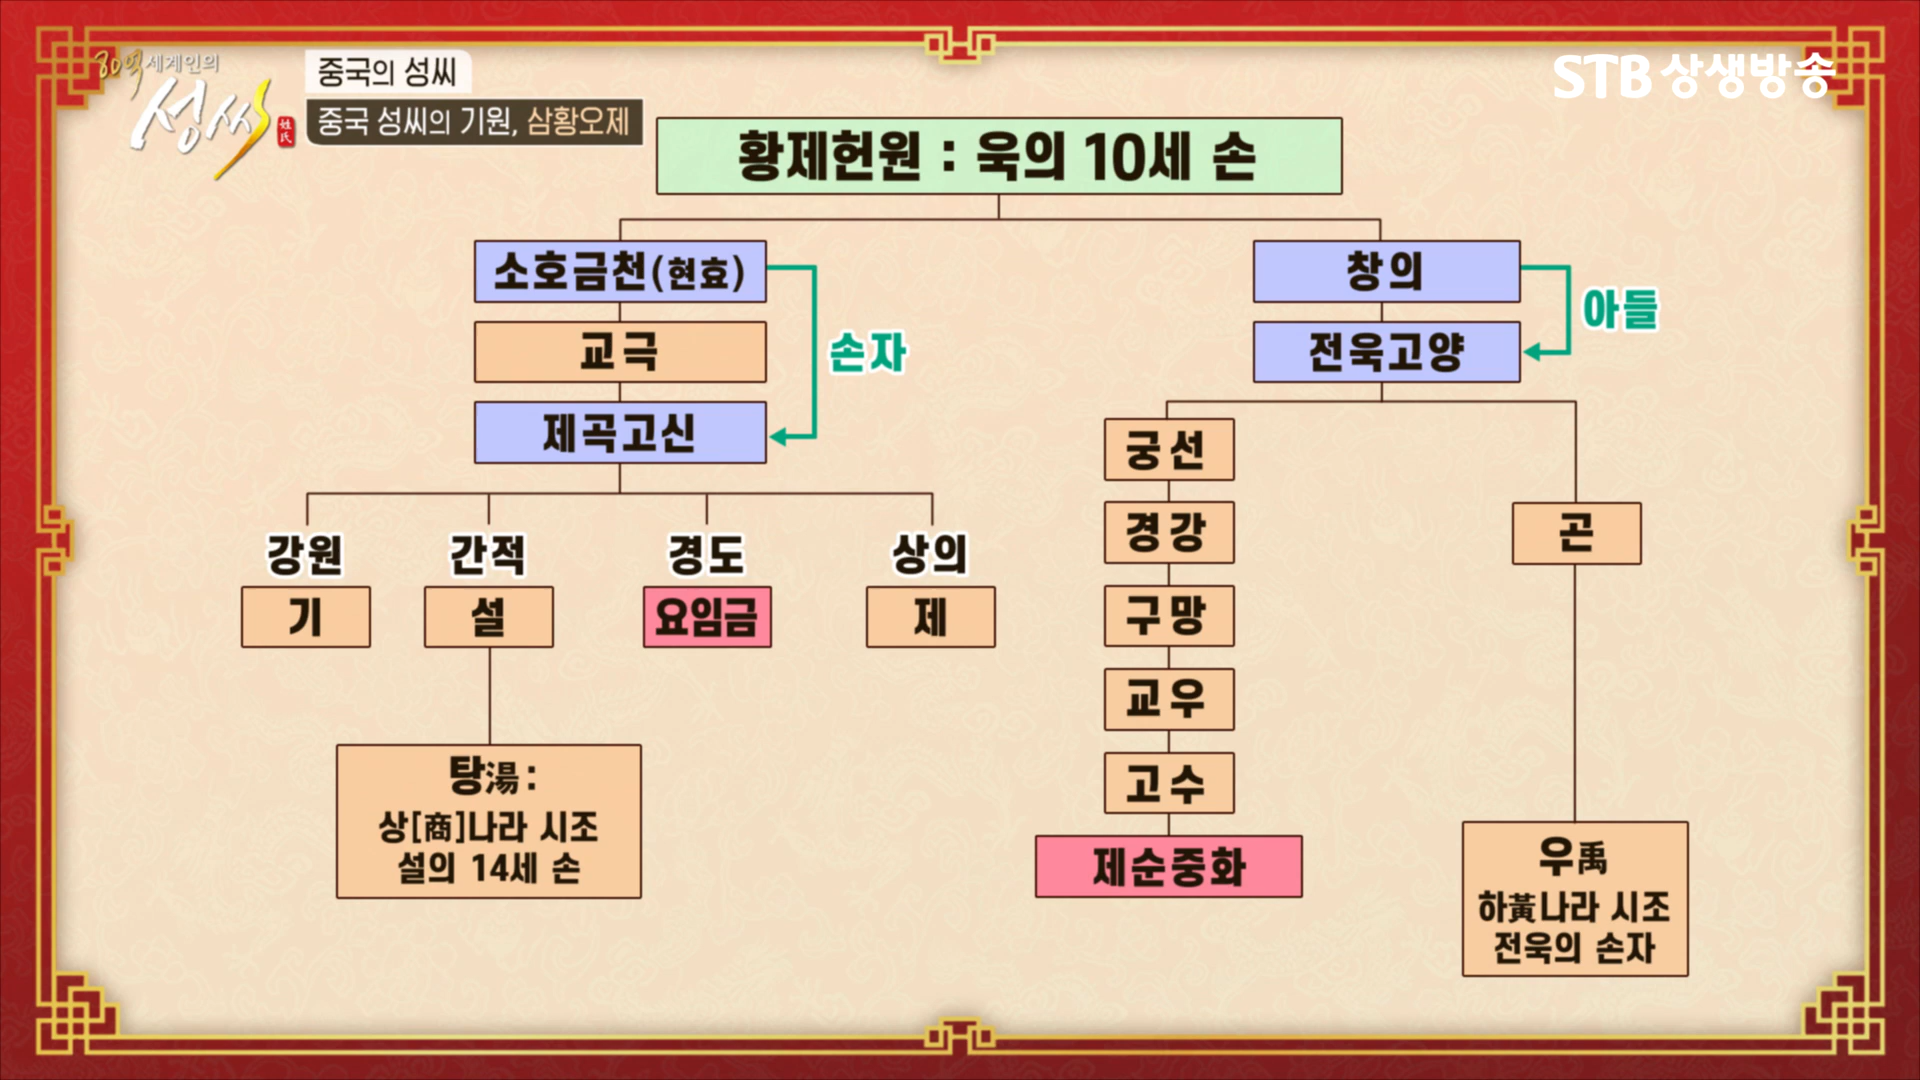 80억 세계인의
성씨
姓氏
중국의 성씨
중국 성씨의 기원, 삼황오제
STB 상생방송
황제헌원 : 욱의 10세 손
소호금천(현효)
창의
아들
교극
손자
전욱고양
제곡고신
궁선
경강
곤
강원
간적
경도
상의
기
설
요임금
제
구망
교우
탕湯:
상[商]나라 시조
설의 14세 손
고수
제순중화
우禹
하黃나라 시조
전욱의 손자